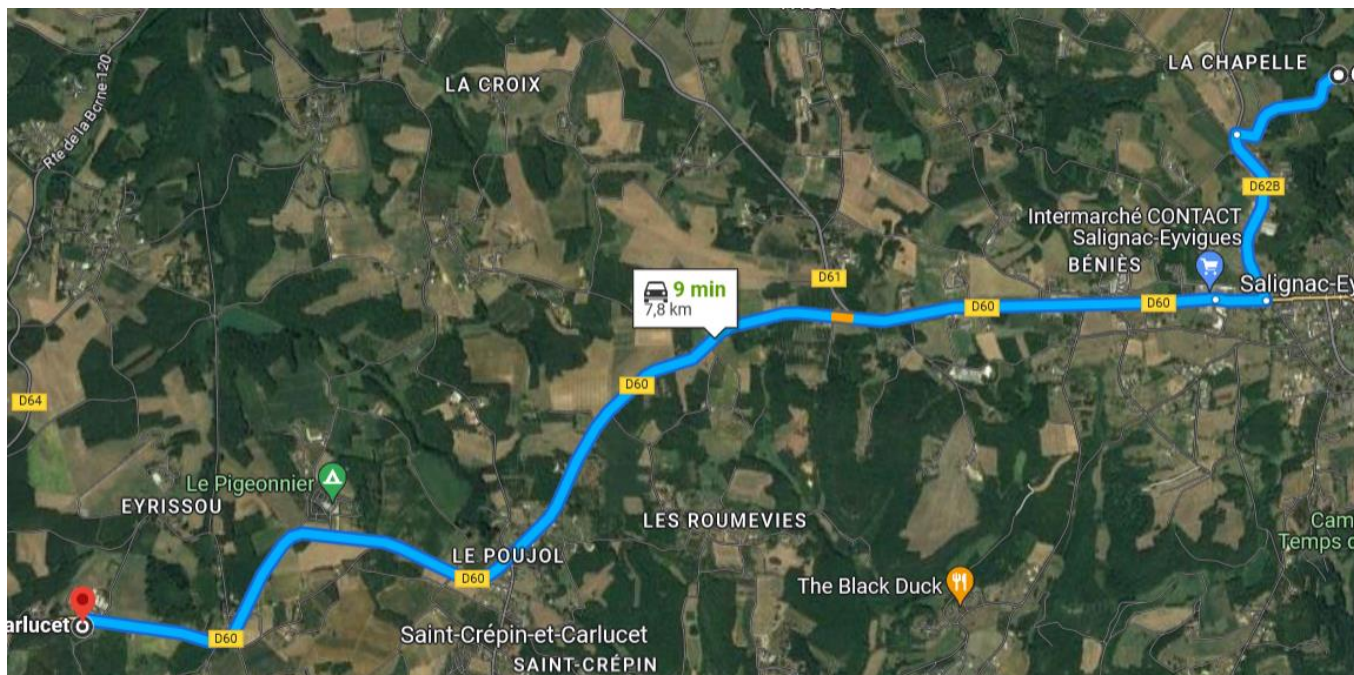 LA CHAPELLE
LA CROIX
Rte de la Borne-120
D62B
Intermarché CONTACT
Salignac-Eyvigues
BÉNIÈS
D61
Salignac-Ey
9 min
7,8 km
D60
D60
D60
D64
Le Pigeonnier
EYRISSOU
LES ROUMEVIES
Cam
Temps d
LE POUJOL
D60
The Black Duck
arlucet
D60
Saint-Crépin-et-Carlucet
SAINT-CRÉPIN